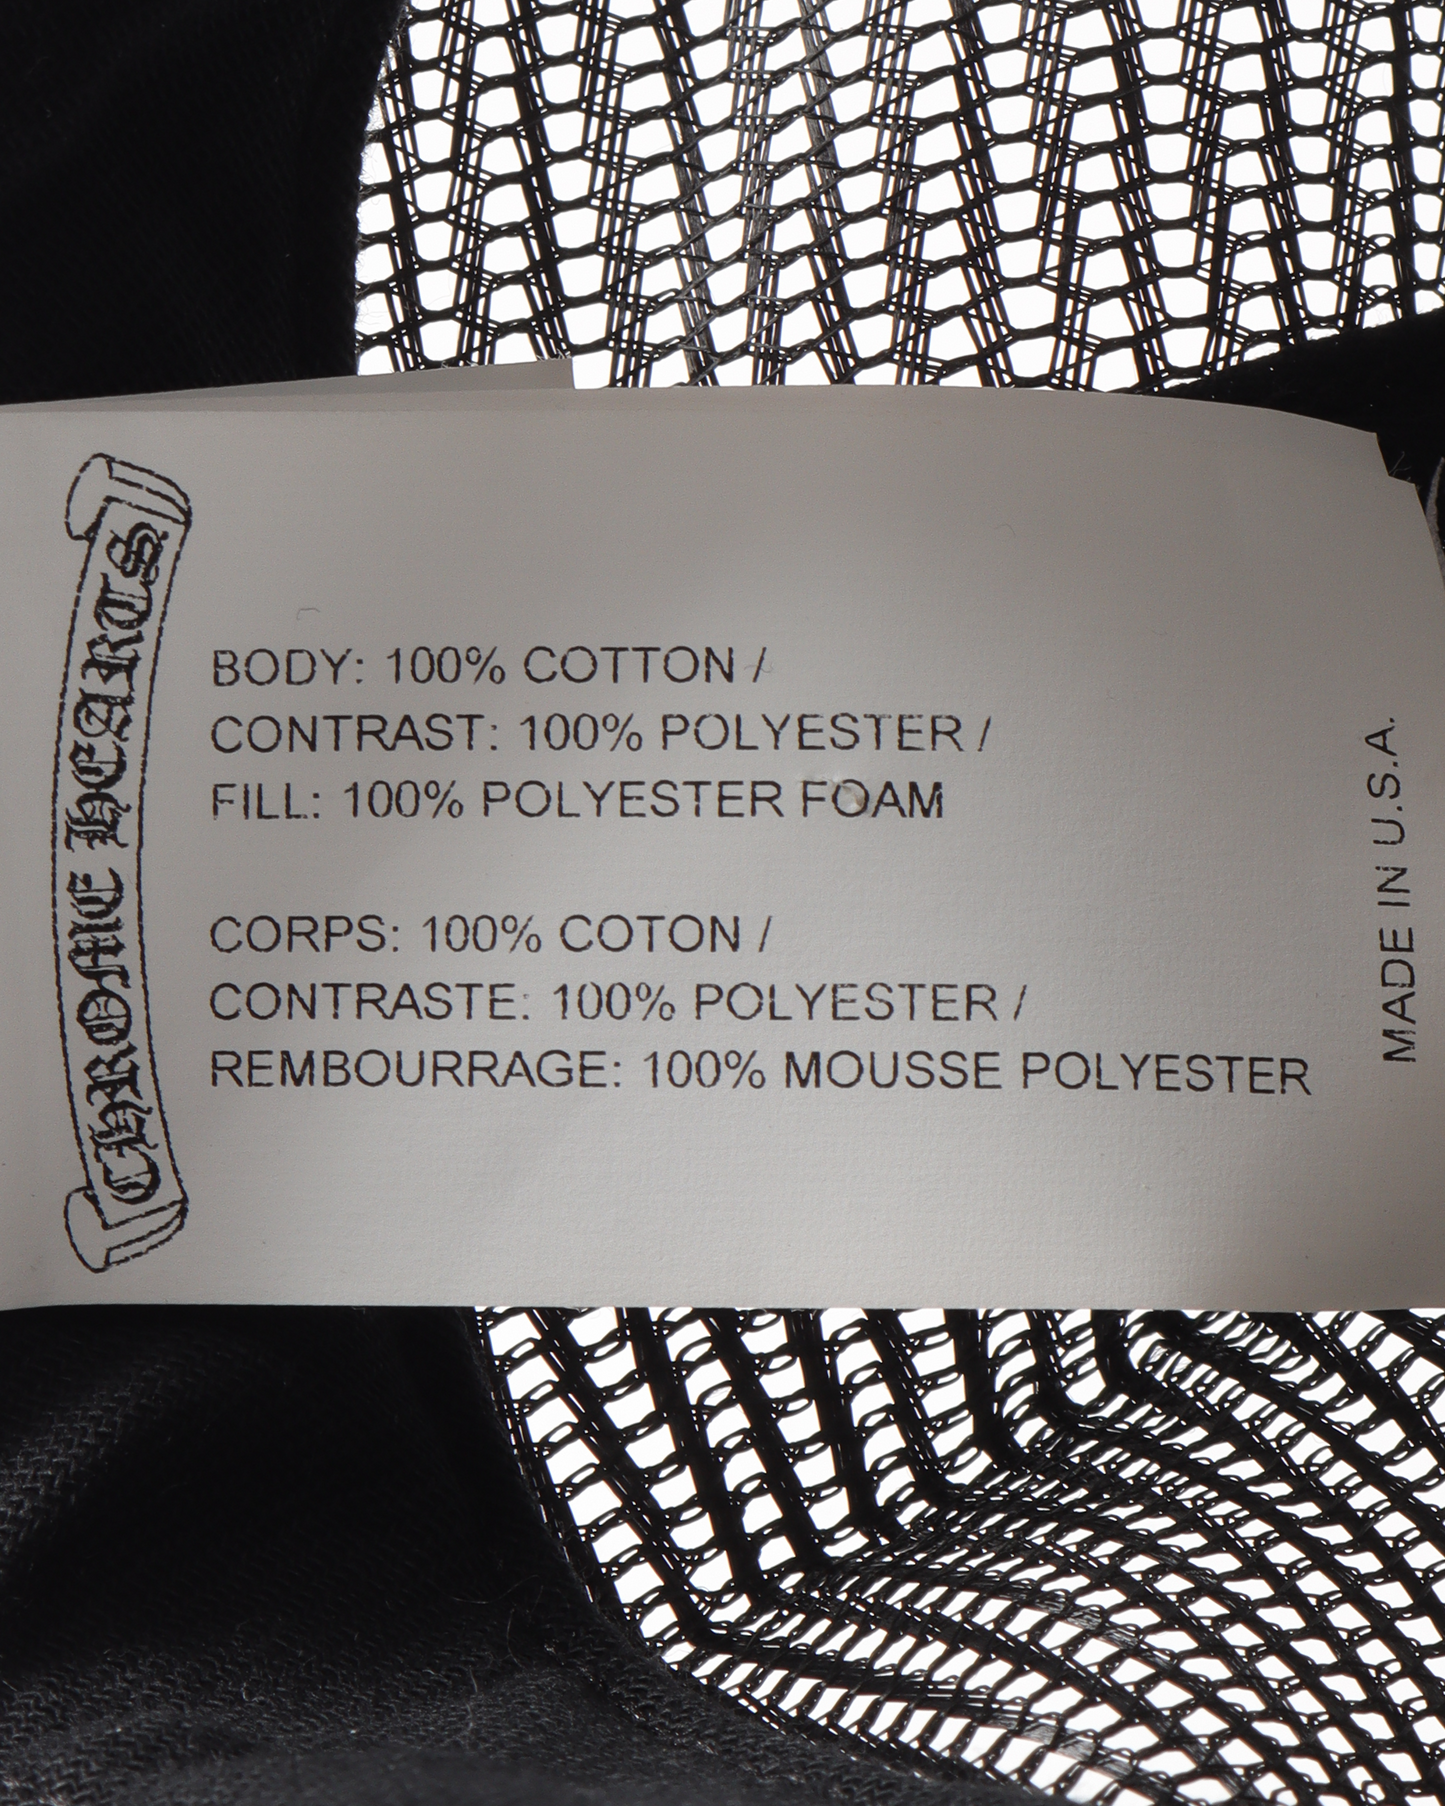 CHROME HEARTS
BODY: 100% COTTON /
CONTRAST: 100% POLYESTER /
FILL: 100% POLYESTER FOAM
CORPS: 100% COTON /
CONTRASTE: 100% POLYESTER /
REMBOURRAGE: 100% MOUSSE POLYESTER
MADE IN U.S.A.